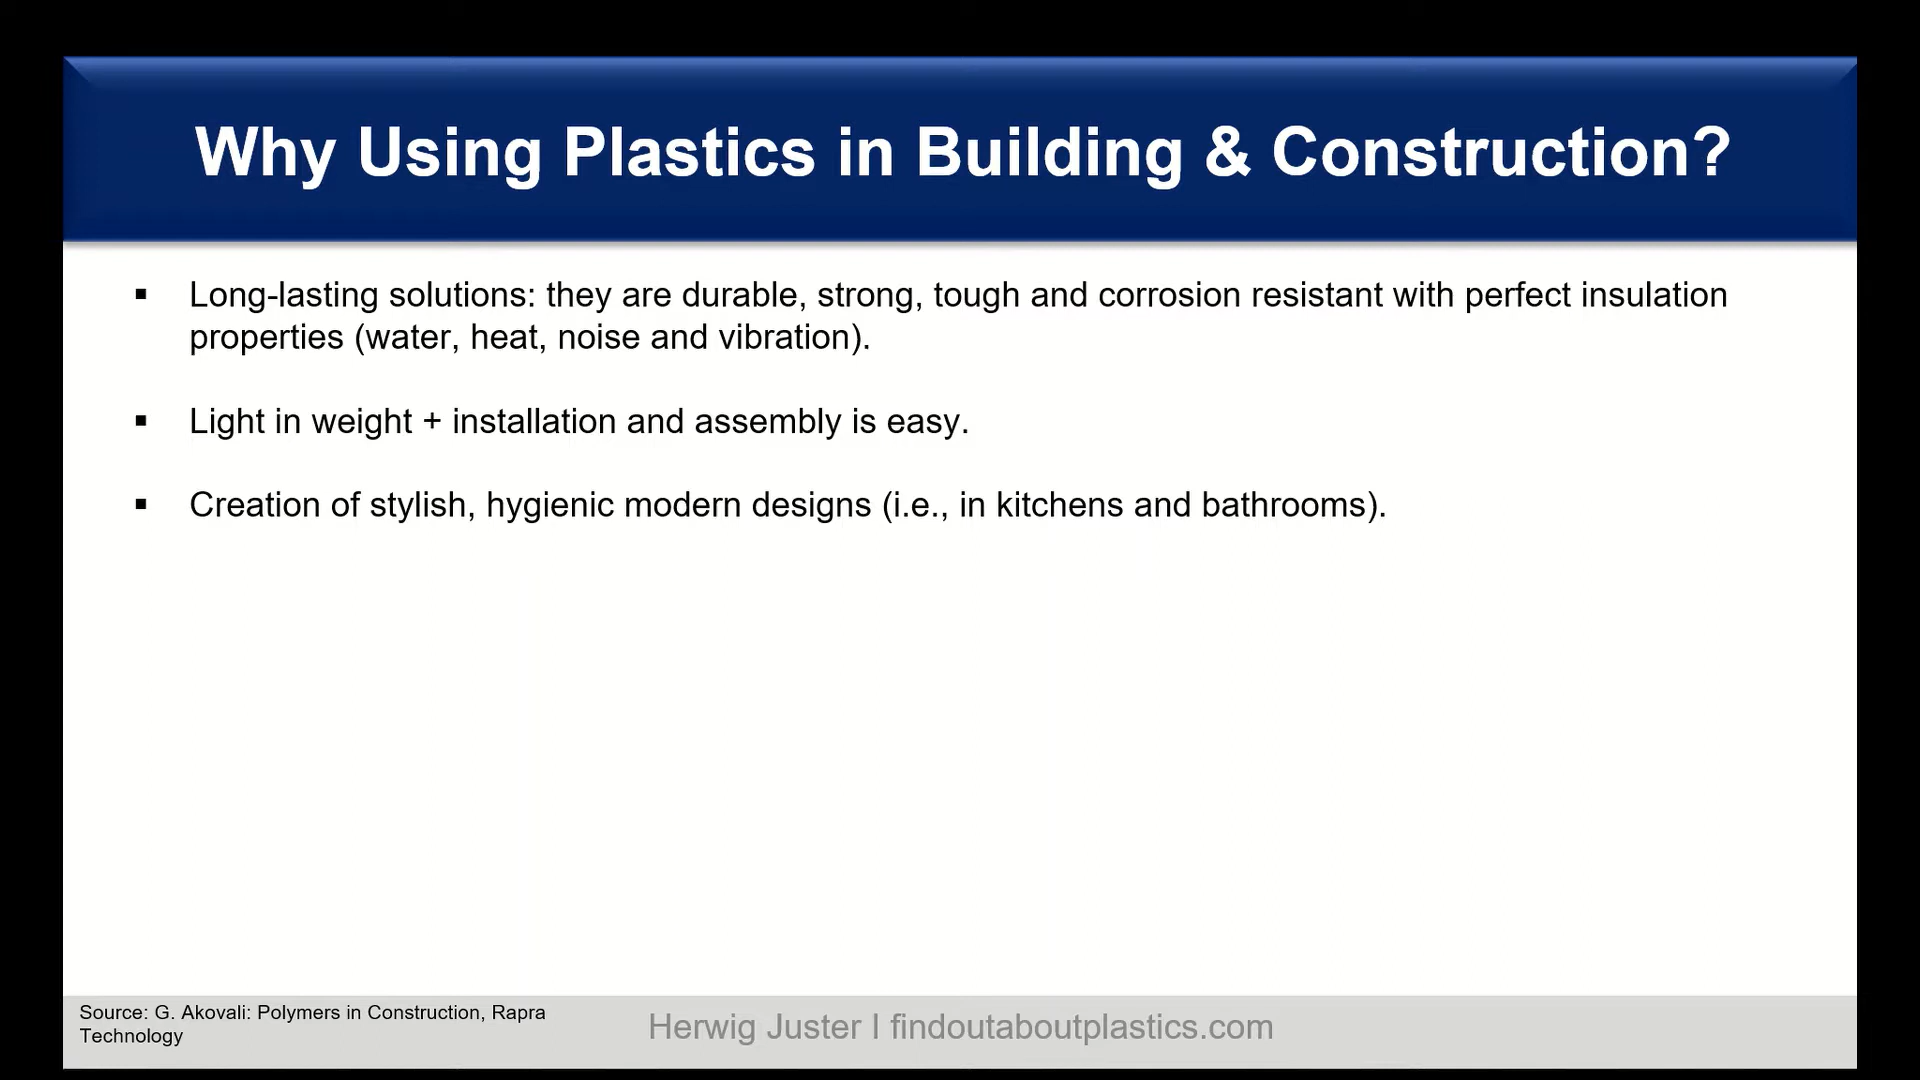 Why Using Plastics in Building & Construction?
▪ Long-lasting solutions: they are durable, strong, tough and corrosion resistant with perfect insulation
properties (water, heat, noise and vibration).
▪ Light in weight + installation and assembly is easy.
▪ Creation of stylish, hygienic modern designs (i.e., in kitchens and bathrooms).
Source: G. Akovali: Polymers in Construction, Rapra
Technology
Herwig Juster I findoutaboutplastics.com